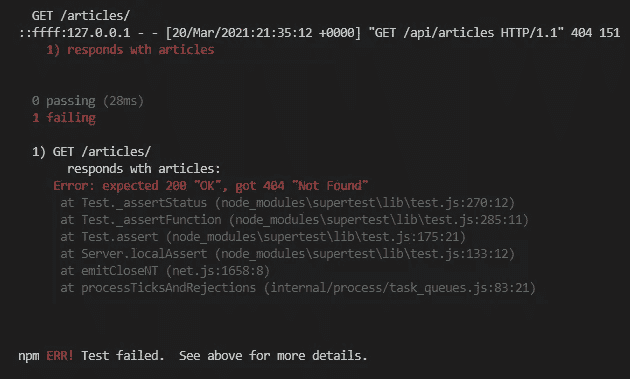 GET /articles/
::ffff:127.0.0.1 - - [20/Mar/2021:21:35:12 +0000] "GET /api/articles HTTP/1.1" 404 151
1) responds wth articles
0 passing (28ms)
1 failing
1) GET /articles/
responds wth articles:
Error: expected 200 "OK", got 404 "Not Found"
at Test._assertStatus (node_modules\supertest\lib\test.js:270:12)
at Test._assertFunction (node_modules\supertest\lib\test.js:285:11)
at Test.assert (node_modules\supertest\lib\test.js:175:21)
at Server.localAssert (node_modules\supertest\lib\test.js:133:12)
at emitCloseNT (net.js:1658:8)
at processTicksAndRejections (internal/process/task_queues.js:83:21)
npm ERR! Test failed.  See above for more details.